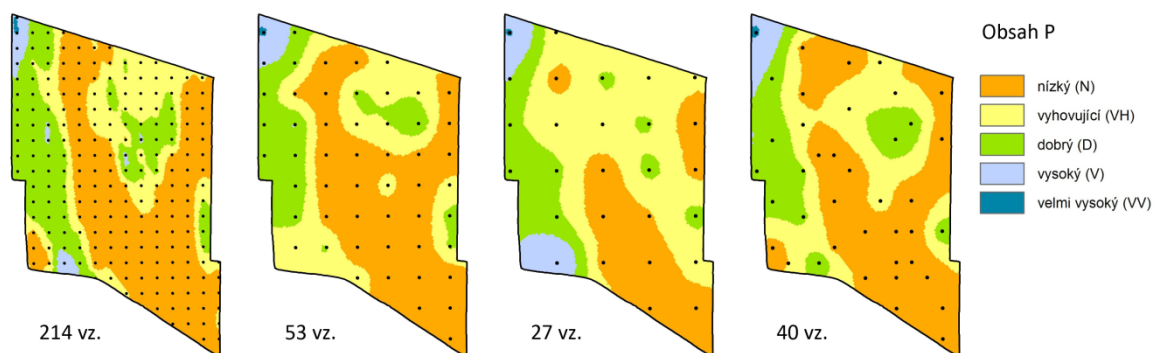 Obsah P
nízký (N)
vyhovující (VH)
dobrý (D)
vysoký (V)
velmi vysoký (VV)
214 vz.
53 vz.
27 vz.
40 vz.